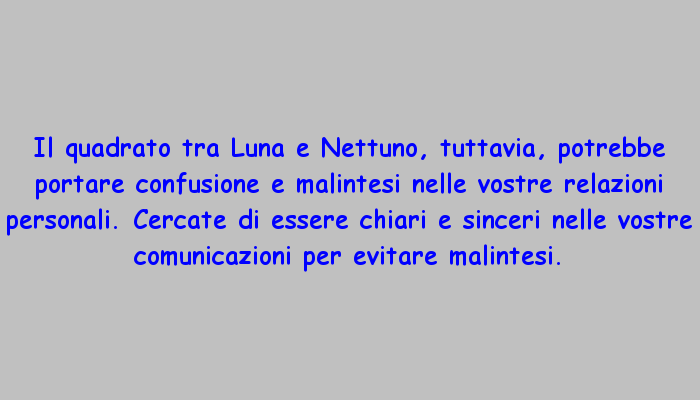 Il quadrato tra Luna e Nettuno, tuttavia, potrebbe
portare confusione e malintesi nelle vostre relazioni
personali. Cercate di essere chiari e sinceri nelle vostre
comunicazioni per evitare malintesi.